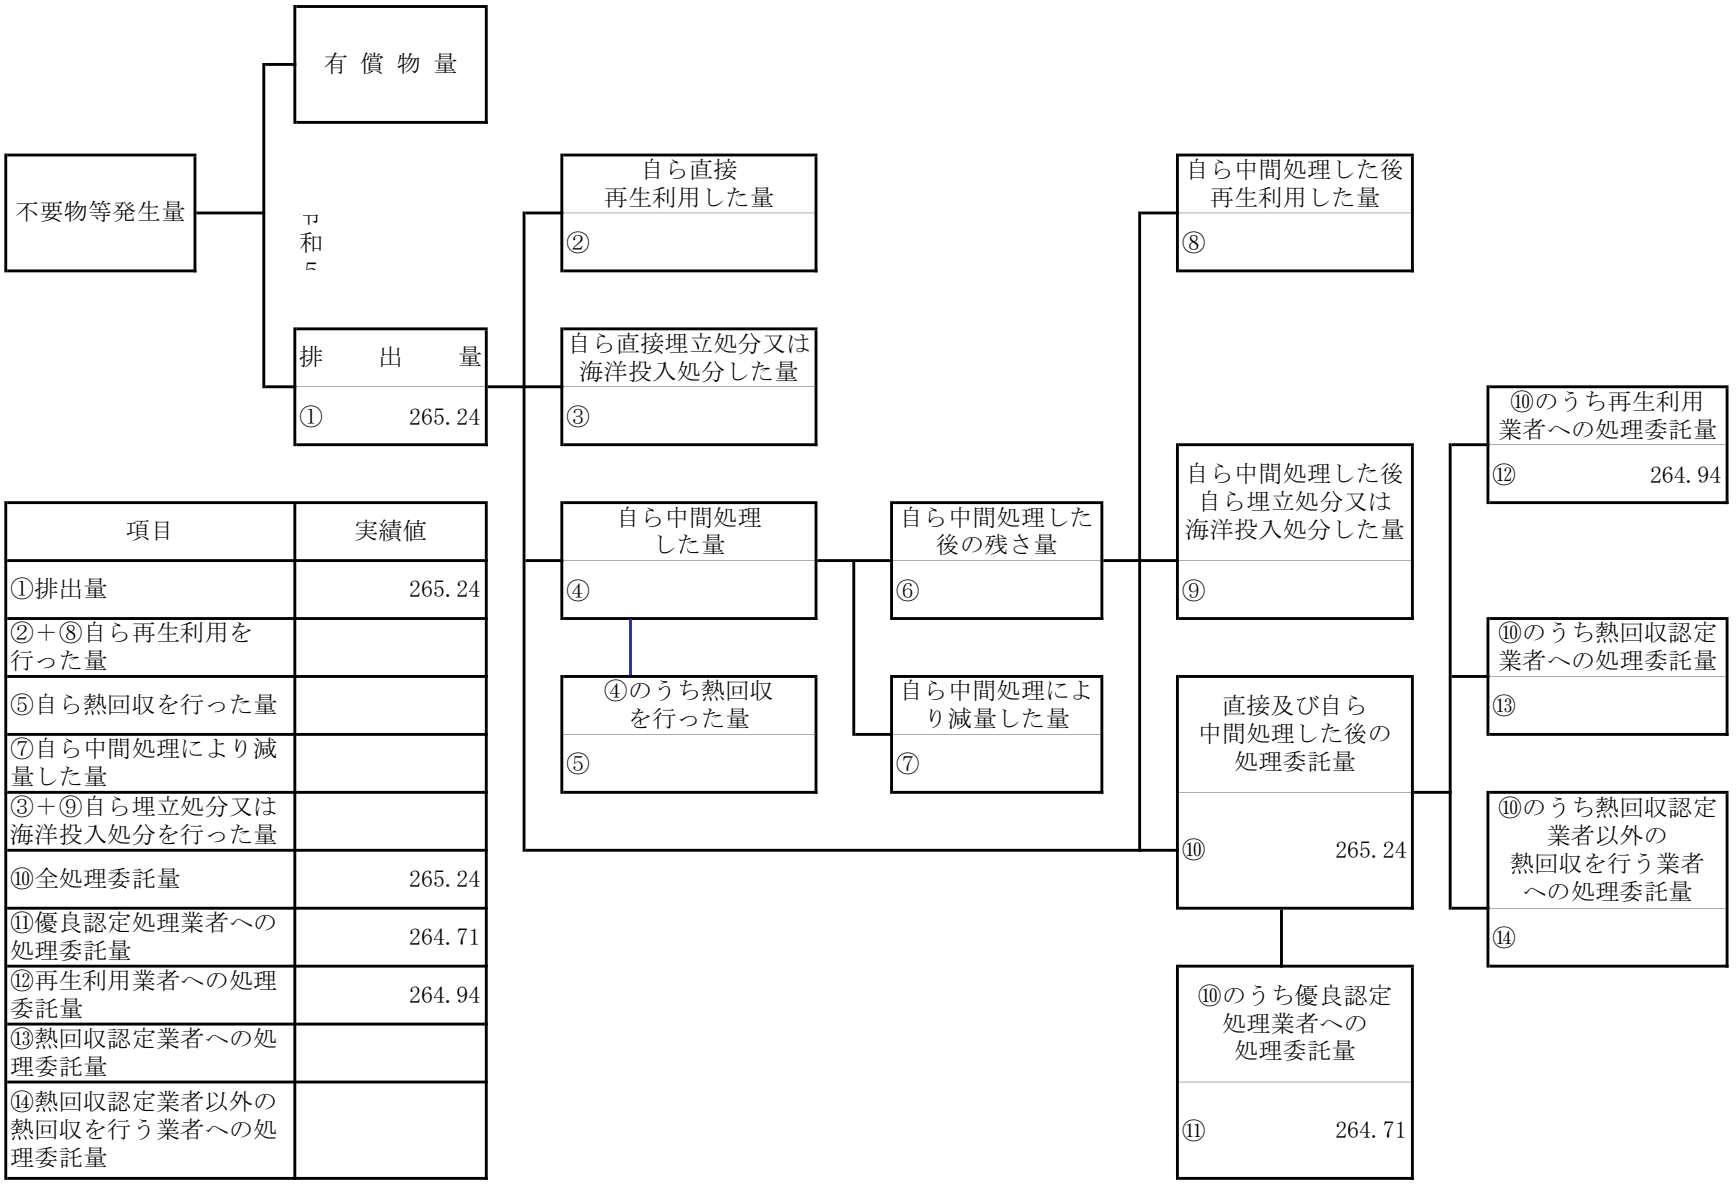 有償物量
不要物等発生量
和
自ら直接
再生利用した量
②
自ら中間処理した後
再生利用した量
⑧
排出量
① 265.24
自ら直接埋立処分又は
海洋投入処分した量
③
⑩のうち再生利用
業者への処理委託量
⑫ 264.94
自ら中間処理
した量
④
自ら中間処理した
後の残さ量
⑥
自ら中間処理した後
自ら埋立処分又は
海洋投入処分した量
⑨
⑩のうち熱回収認定
業者への処理委託量
⑬
④のうち熱回収
を行った量
⑤
自ら中間処理によ
り減量した量
⑦
直接及び自ら
中間処理した後の
処理委託量
⑩ 265.24
⑩のうち熱回収認定
業者以外の
熱回収を行う業者
への処理委託量
⑭
⑩のうち優良認定
処理業者への
処理委託量
⑪ 264.71
項目 実績値
①排出量 265.24
②＋⑧自ら再生利用を
行った量
⑤自ら熱回収を行った量
⑦自ら中間処理により減
量した量
③＋⑨自ら埋立処分又は
海洋投入処分を行った量
⑩全処理委託量 265.24
⑪優良認定処理業者への
処理委託量 264.71
⑫再生利用業者への処理
委託量 264.94
⑬熱回収認定業者への処
理委託量
⑭熱回収認定業者以外の
熱回収を行う業者への処
理委託量